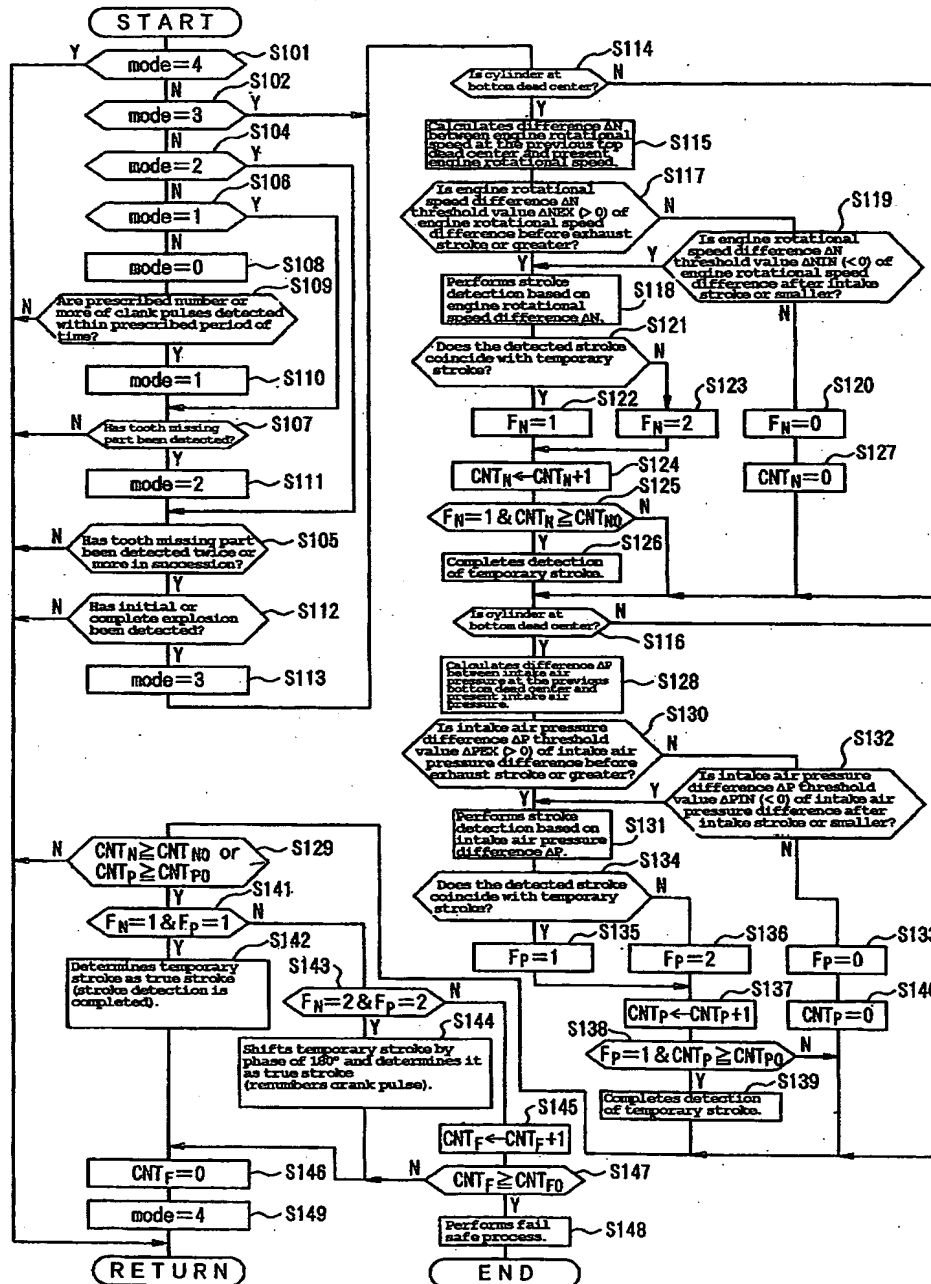 START
S101
Y
mode=4
N
S102
mode=3
Y
N
S104
mode=2
Y
N
S106
mode=1
Y
N
mode=0
S108
S109
Are prescribed number or
more of clank pulses detected
within prescribed period of
time?
N
Y
mode=1
S110
Has tooth missing
part been detected?
N
S107
Y
mode=2
S111
Has tooth missing part
been detected twice or
more in succession?
N
S105
Y
Has initial or
complete explosion
been detected?
N
S112
Y
mode=3
S113
S114
Is cylinder at
bottom dead center?
N
Y
Calculates difference ΔN
between engine rotational
speed at the previous top
dead center and present
engine rotational speed.
S115
S117
Is engine rotational
speed difference ΔN
threshold value ΔNEX (>0) of
engine rotational speed
difference before exhaust
stroke or greater?
N
Y
S119
Is engine rotational
speed difference ΔN
threshold value ΔNIN (<0) of
engine rotational speed
difference after intake
stroke or smaller?
Y
N
Performs stroke
detection based on
engine rotational
speed difference ΔN.
S118
S121
Does the detected stroke
coincide with temporary
stroke?
N
Y
S122
FN=1
S123
FN=2
S120
FN=0
S127
CNTN=0
S124
CNTN←CNTN+1
S125
FN=1 & CNTN≧CNTN0
N
Y
S126
Completes detection
of temporary stroke.
Is cylinder at
bottom dead center?
N
S116
Y
Calculates difference ΔP
between intake air
pressure at the previous
bottom dead center and
present intake air
pressure.
S128
S130
Is intake air pressure
difference ΔP threshold
value ΔPEX (>0) of intake air
pressure difference before
exhaust stroke or greater?
N
Y
S132
Is intake air pressure
difference ΔP threshold
value ΔPIN (<0) of intake air
pressure difference after
intake stroke or smaller?
Y
N
Performs stroke
detection based on
intake air pressure
difference ΔP.
S131
S134
Does the detected stroke
coincide with temporary
stroke?
N
Y
S135
FP=1
S136
FP=2
S133
FP=0
S137
CNTP←CNTP+1
S140
CNTP=0
S138
FP=1 & CNTP≧CNTP0
N
Y
S139
Completes detection
of temporary stroke.
N
CNTN≧CNTN0 or
CNTP≧CNTP0
S129
Y
S141
FN=1 & FP=1
N
Y
S142
Determines temporary
stroke as true stroke
(stroke detection is
completed).
S143
FN=2 & FP=2
N
Y
S144
Shifts temporary stroke by
phase of 180° and determines it
as true stroke
(renumbers crank pulse).
S145
CNTF←CNTF+1
CNTF≧CNTF0
N
S147
Y
CNTF=0
S146
mode=4
S149
Performs fail
safe process.
S148
RETURN
END